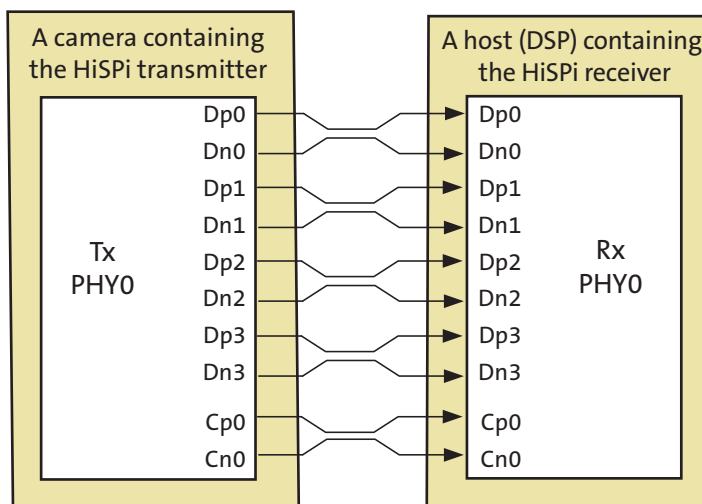 A camera containing
the HiSPi transmitter
Dp0
Dn0
Dp1
Dn1
Dp2
Dn2
Dp3
Dn3
Cp0
Cn0
Tx
PHY0
A host (DSP) containing
the HiSPi receiver
Dp0
Dn0
Dp1
Dn1
Dp2
Dn2
Dp3
Dn3
Cp0
Cn0
Rx
PHY0